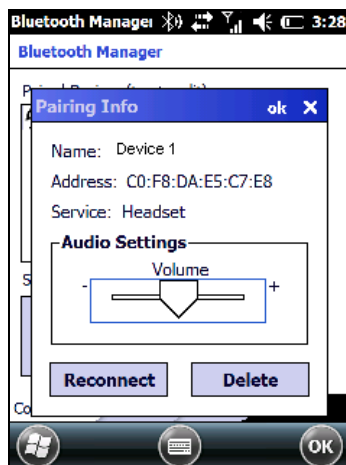 Bluetooth Manager 3:28
Bluetooth Manager
Pairing Info ok X
Name: Device 1
Address: C0:F8:DA:E5:C7:E8
Service: Headset
Audio Settings
Volume
- +
Reconnect Delete
Co
OK